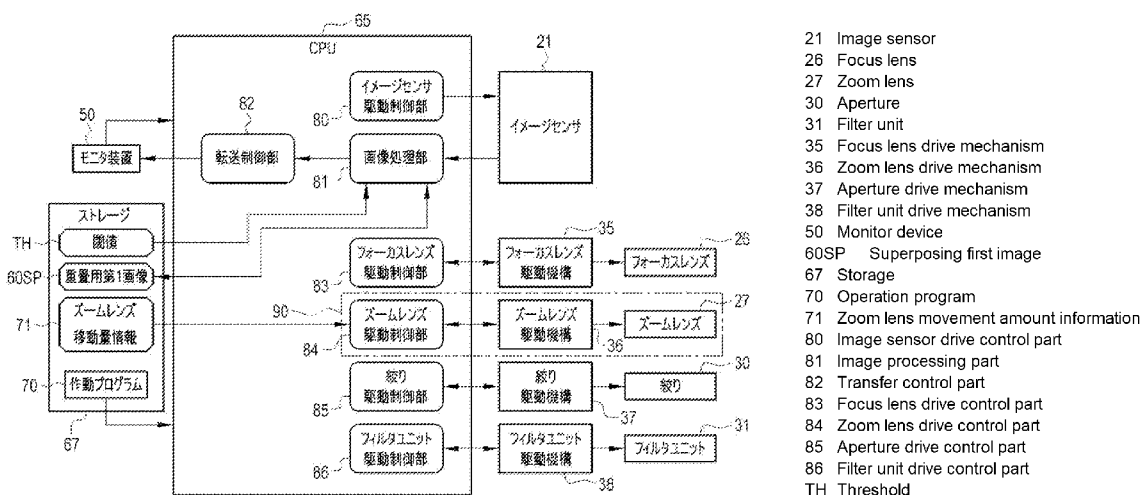 65
CPU
21
イメージセンサ
駆動制御部
80
イメージセンサ
82
50
モニタ装置
転送制御部
画像処理部
81
ストレージ
TH
閾値
60SP
重畳用第1画像
71
ズームレンズ
移動量情報
70
作動プログラム
67
フォーカスレンズ
駆動制御部
83
35
フォーカスレンズ
駆動機構
26
フォーカスレンズ
90
ズームレンズ
駆動制御部
84
ズームレンズ
駆動機構
36
27
ズームレンズ
絞り
駆動制御部
85
絞り
駆動機構
37
30
絞り
フィルタユニット
駆動制御部
86
フィルタユニット
駆動機構
38
31
フィルタユニット
21 Image sensor
26 Focus lens
27 Zoom lens
30 Aperture
31 Filter unit
35 Focus lens drive mechanism
36 Zoom lens drive mechanism
37 Aperture drive mechanism
38 Filter unit drive mechanism
50 Monitor device
60SP Superposing first image
67 Storage
70 Operation program
71 Zoom lens movement amount information
80 Image sensor drive control part
81 Image processing part
82 Transfer control part
83 Focus lens drive control part
84 Zoom lens drive control part
85 Aperture drive control part
86 Filter unit drive control part
TH Threshold